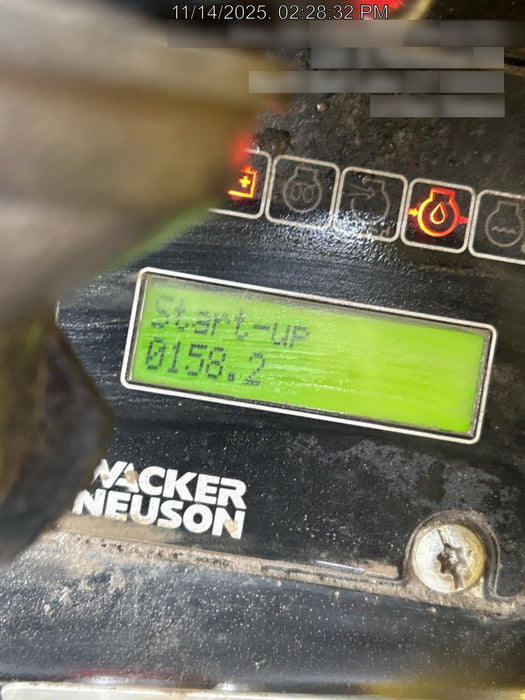 11/14/2025, 02:28:32 PM
Start-up
0158.2
WACKER
NEUSON